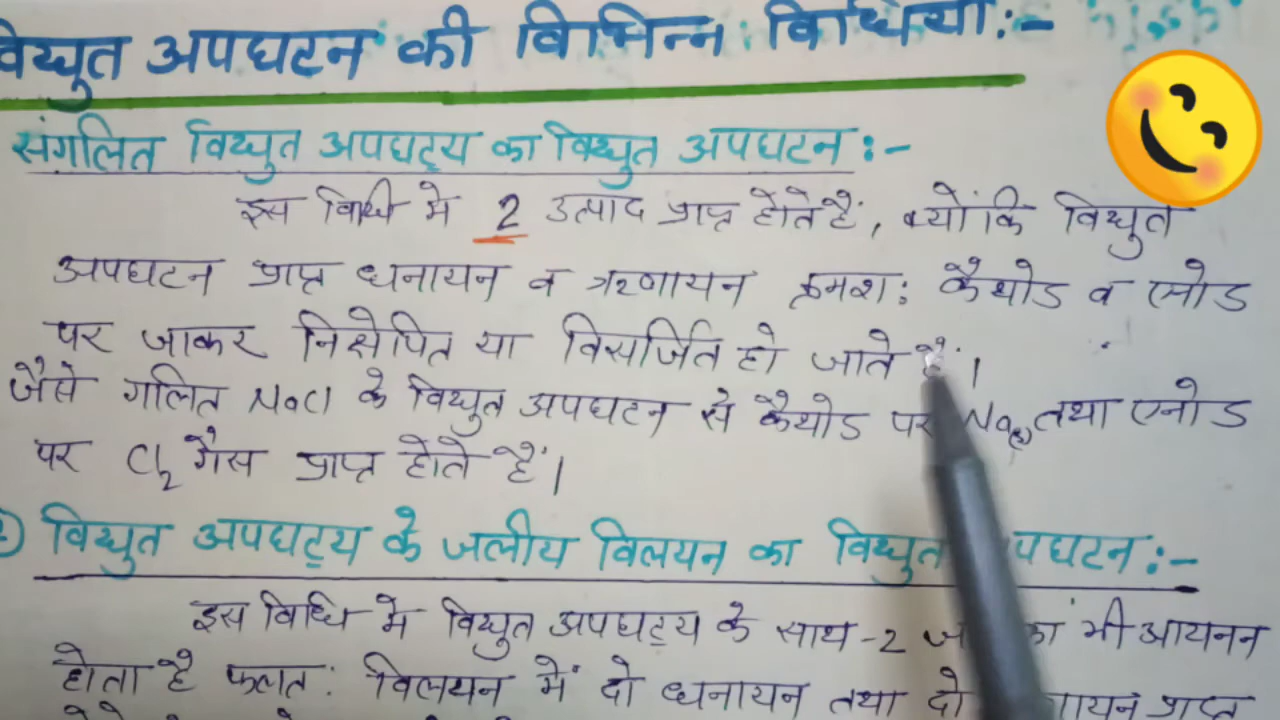 विद्युत अपघटन की विभिन्न विधियाँ:-
संगलित विद्युत अपघट्य का विद्युत अपघटन :-
इस विधि मे 2 उत्पाद प्राप्त होते हैं, क्योंकि विद्युत
अपघटन प्राप्त धनायन व ऋणायन क्रमश: कैथोड व एनोड
पर जाकर निक्षेपित या विसर्जित हो जाते हैं।
जैसे गलित NaCl के विद्युत अपघटन से कैथोड पर Na(s) तथा एनोड
पर Cl₂ गैस प्राप्त होते हैं।
विद्युत अपघट्य के जलीय विलयन का विद्युत पघटन:-
इस विधि मे विद्युत अपघट्य के साथ-2 का भी आयनन
होता है फलत: विलयन में दो धनायन तथा दो प्राप्त